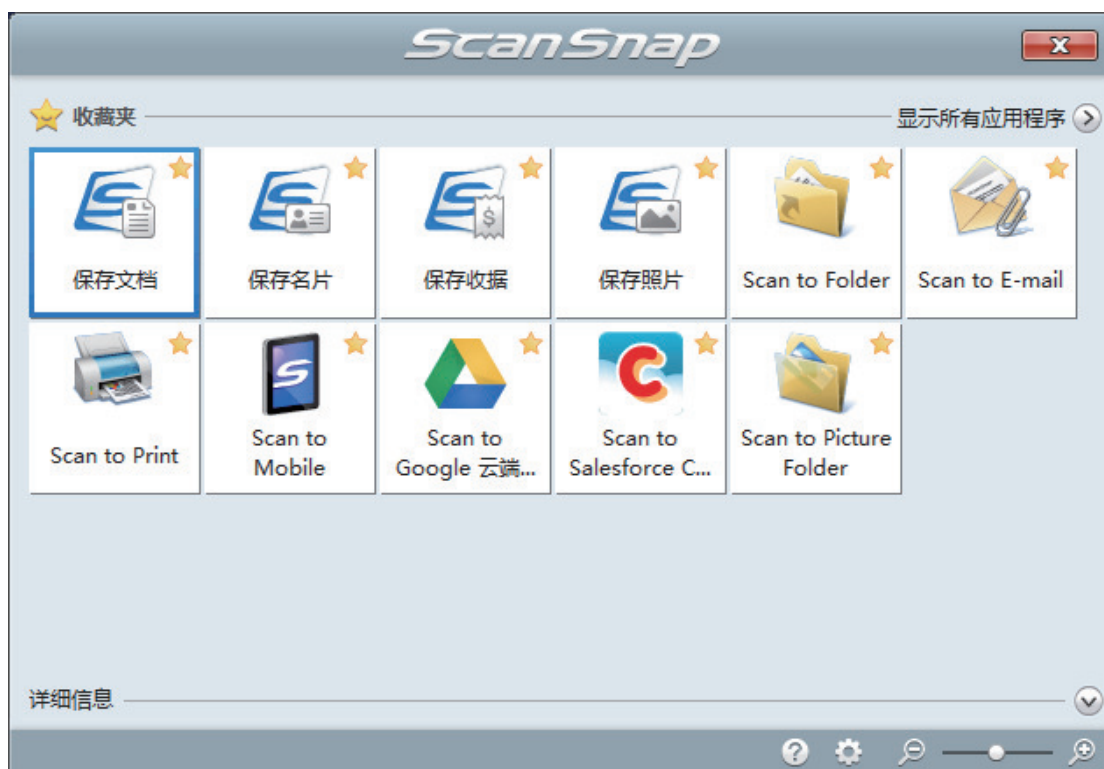 ScanSnap
收藏夹
显示所有应用程序
保存文档
保存名片
保存收据
保存照片
Scan to Folder
Scan to E-mail
Scan to Print
Scan to
Mobile
Scan to
Google 云端...
Scan to
Salesforce C...
Scan to Picture
Folder
详细信息